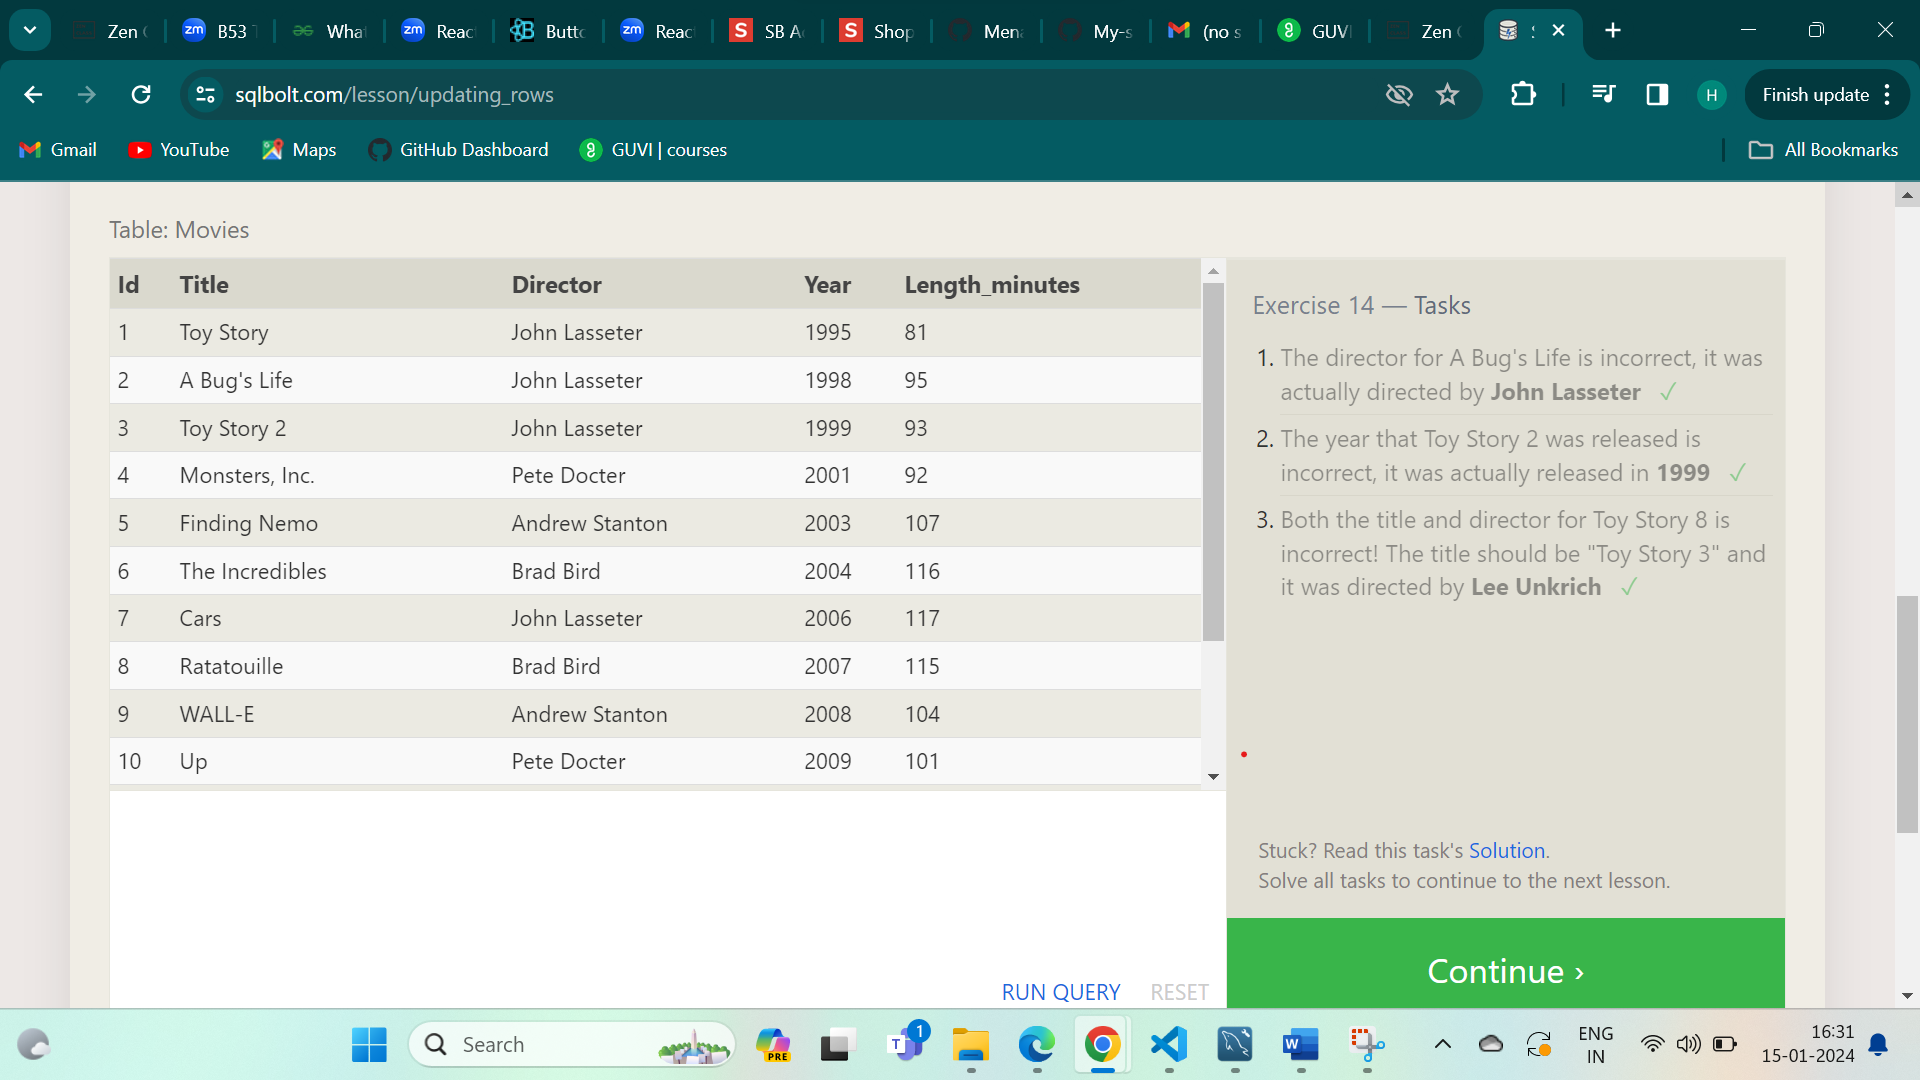 Zen
B53
Wha
Reac
Butto
Reac
SB A
Shop
Men
My-s
(no s
GUVI
Zen
sqlbolt.com/lesson/updating_rows
H
Finish update
Gmail
YouTube
Maps
GitHub Dashboard
GUVI | courses
All Bookmarks
Table: Movies
Id Title Director Year Length_minutes
1 Toy Story John Lasseter 1995 81
2 A Bug's Life John Lasseter 1998 95
3 Toy Story 2 John Lasseter 1999 93
4 Monsters, Inc. Pete Docter 2001 92
5 Finding Nemo Andrew Stanton 2003 107
6 The Incredibles Brad Bird 2004 116
7 Cars John Lasseter 2006 117
8 Ratatouille Brad Bird 2007 115
9 WALL-E Andrew Stanton 2008 104
10 Up Pete Docter 2009 101
RUN QUERY RESET
Exercise 14 — Tasks
1. The director for A Bug's Life is incorrect, it was
actually directed by John Lasseter ✓
2. The year that Toy Story 2 was released is
incorrect, it was actually released in 1999 ✓
3. Both the title and director for Toy Story 8 is
incorrect! The title should be "Toy Story 3" and
it was directed by Lee Unkrich ✓
Stuck? Read this task's Solution.
Solve all tasks to continue to the next lesson.
Continue ›
Search
PRE
1
ENG
IN
16:31
15-01-2024